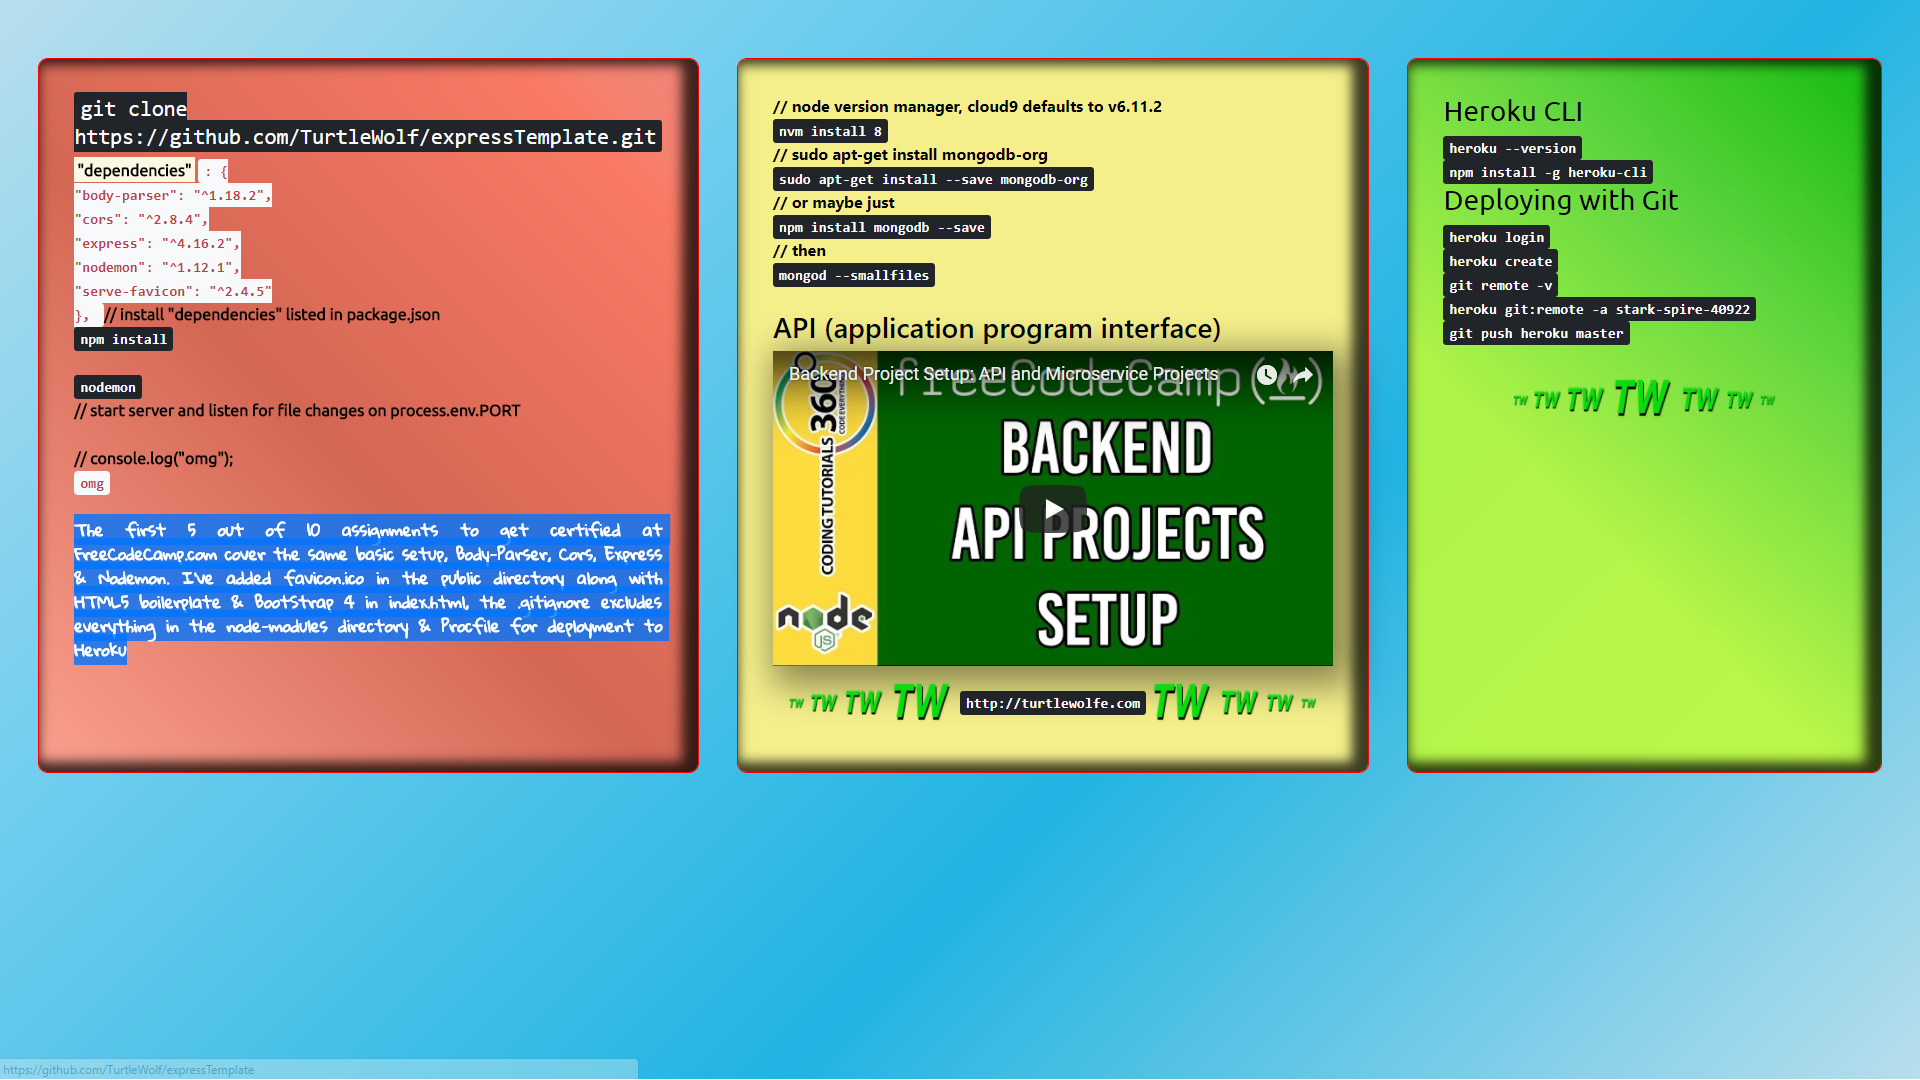 git clone
https://github.com/TurtleWolf/expressTemplate.git
"dependencies" : {
"body-parser": "^1.18.2",
"cors": "^2.8.4",
"express": "^4.16.2",
"nodemon": "^1.12.1",
"serve-favicon": "^2.4.5"
}, // install "dependencies" listed in package.json
npm install
nodemon
// start server and listen for file changes on process.env.PORT
// console.log("omg");
omg
The first 5 out of 10 assignments to get certified at
FreeCodeCamp.com cover the same basic setup, Body-Parser, Cors, Express
& Nodemon. I've added favicon.ico in the public directory along with
HTML5 boilerplate & BootStrap 4 in index.html, the .gitignore excludes
everything in the node-modules directory & Procfile for deployment to
Heroku
// node version manager, cloud9 defaults to v6.11.2
nvm install 8
// sudo apt-get install mongodb-org
sudo apt-get install --save mongodb-org
// or maybe just
npm install mongodb --save
// then
mongod --smallfiles
API (application program interface)
Backend Project Setup: API and Microservice Projects
freeCodeCamp
CODING TUTORIALS 360
CODE EVERYTHING
BACKEND
API PROJECTS
SETUP
node
JS
TW TW TW TW http://turtlewolfe.com TW TW TW TW
Heroku CLI
heroku --version
npm install -g heroku-cli
Deploying with Git
heroku login
heroku create
git remote -v
heroku git:remote -a stark-spire-40922
git push heroku master
TW TW TW TW TW TW TW
https://github.com/TurtleWolf/expressTemplate